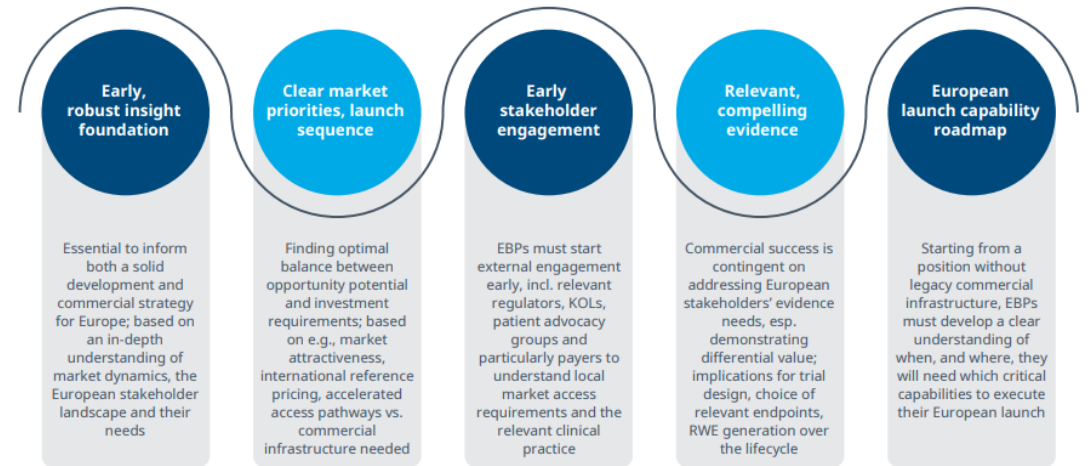 Early,
robust insight
foundation
Essential to inform
both a solid
development and
commercial strategy
for Europe; based on
an in-depth
understanding of
market dynamics, the
European stakeholder
landscape and their
needs
Clear market
priorities, launch
sequence
Finding optimal
balance between
opportunity potential
and investment
requirements; based
on e.g., market
attractiveness,
international reference
pricing, accelerated
access pathways vs.
commercial
infrastructure needed
Early
stakeholder
engagement
EBPs must start
external engagement
early, incl. relevant
regulators, KOLs,
patient advocacy
groups and
particularly payers to
understand local
market access
requirements and the
relevant clinical
practice
Relevant,
compelling
evidence
Commercial success is
contingent on
addressing European
stakeholders’ evidence
needs, esp.
demonstrating
differential value;
implications for trial
design, choice of
relevant endpoints,
RWE generation over
the lifecycle
European
launch capability
roadmap
Starting from a
position without
legacy commercial
infrastructure, EBPs
must develop a clear
understanding of
when, and where, they
will need which critical
capabilities to execute
their European launch